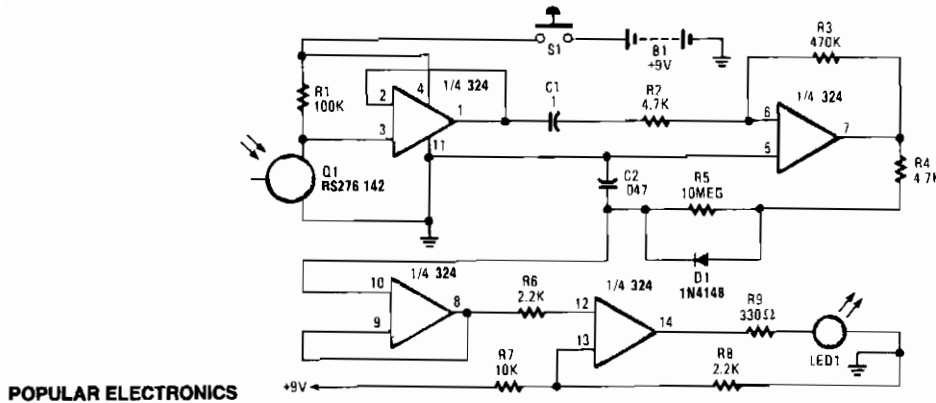 S1
B1
+9V
R3
470K
R1
100K
2
4
1/4 324
1
3
11
C1
1
R2
4.7K
6
1/4 324
7
5
Q1
RS276 142
C2
047
R5
10MEG
R4
4.7K
D1
1N4148
10
1/4 324
8
9
R6
2.2K
12
1/4 324
14
13
R9
330Ω
LED1
R7
10K
R8
2.2K
+9V
POPULAR ELECTRONICS